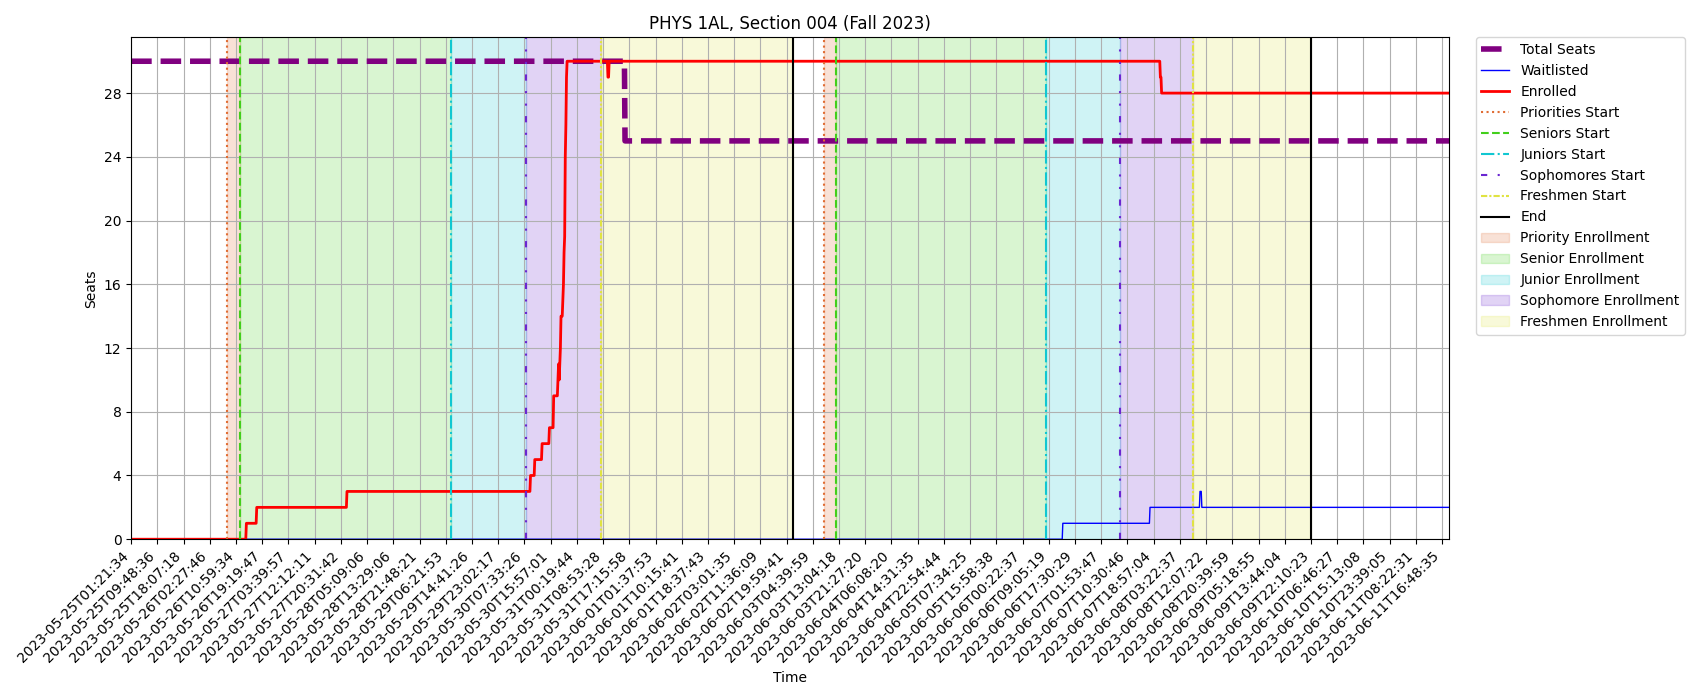 PHYS 1AL, Section 004 (Fall 2023)
Seats
28
24
20
16
12
8
4
0
2023-05-25T01:21:34
2023-05-25T09:48:36
2023-05-25T18:07:18
2023-05-26T02:27:46
2023-05-26T10:59:34
2023-05-26T19:19:47
2023-05-27T03:39:57
2023-05-27T12:12:11
2023-05-27T20:31:42
2023-05-28T05:09:06
2023-05-28T13:29:06
2023-05-28T21:48:21
2023-05-29T06:21:53
2023-05-29T14:41:26
2023-05-29T23:02:17
2023-05-30T07:33:26
2023-05-30T15:57:01
2023-05-31T00:19:44
2023-05-31T08:53:28
2023-05-31T17:15:58
2023-06-01T01:37:53
2023-06-01T10:15:41
2023-06-01T18:37:43
2023-06-02T03:01:35
2023-06-02T11:36:09
2023-06-02T19:59:41
2023-06-03T04:39:59
2023-06-03T13:04:18
2023-06-03T21:27:20
2023-06-04T06:08:20
2023-06-04T14:31:35
2023-06-04T22:54:44
2023-06-05T07:34:25
2023-06-05T15:58:38
2023-06-06T00:22:37
2023-06-06T09:05:19
2023-06-06T17:30:29
2023-06-07T01:53:47
2023-06-07T10:30:46
2023-06-07T18:57:04
2023-06-08T03:22:37
2023-06-08T12:07:22
2023-06-08T20:39:59
2023-06-09T05:18:55
2023-06-09T13:44:04
2023-06-09T22:10:23
2023-06-10T06:46:27
2023-06-10T15:13:08
2023-06-10T23:39:05
2023-06-11T08:22:31
2023-06-11T16:48:35
Time
Total Seats
Waitlisted
Enrolled
Priorities Start
Seniors Start
Juniors Start
Sophomores Start
Freshmen Start
End
Priority Enrollment
Senior Enrollment
Junior Enrollment
Sophomore Enrollment
Freshmen Enrollment